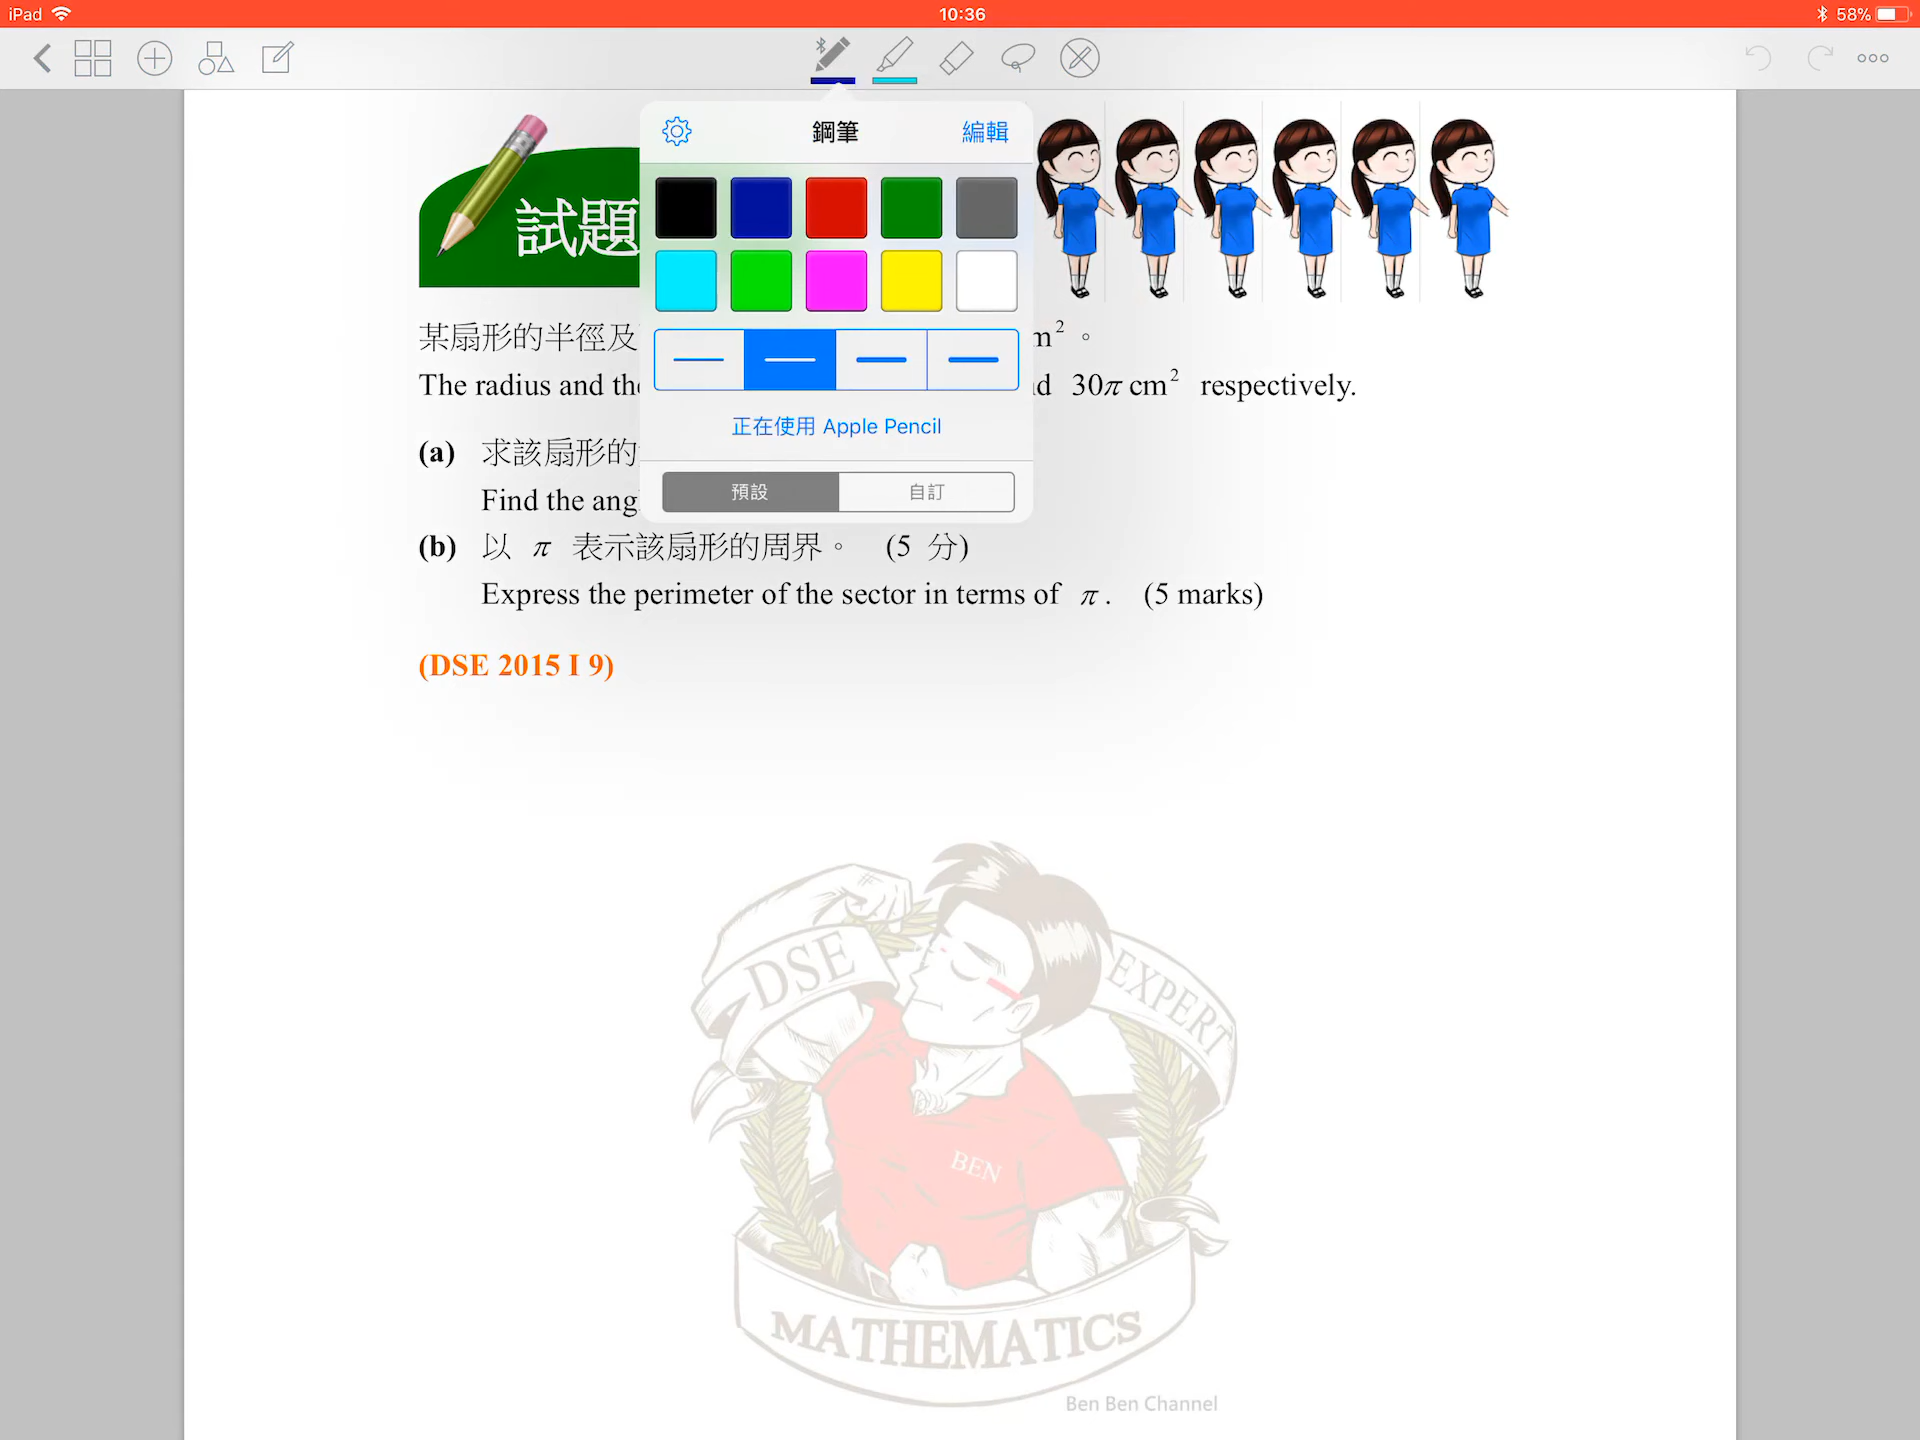 iPad 10:36 58%
鋼筆 編輯
試題
某扇形的半徑及 m² 。
The radius and the 30π cm² respectively.
正在使用 Apple Pencil
(a) 求該扇形的
預設 自訂
Find the ang
(b) 以 π 表示該扇形的周界。 (5 分)
Express the perimeter of the sector in terms of π . (5 marks)
(DSE 2015 I 9)
DSE EXPERT
BEN
MATHEMATICS
Ben Ben Channel